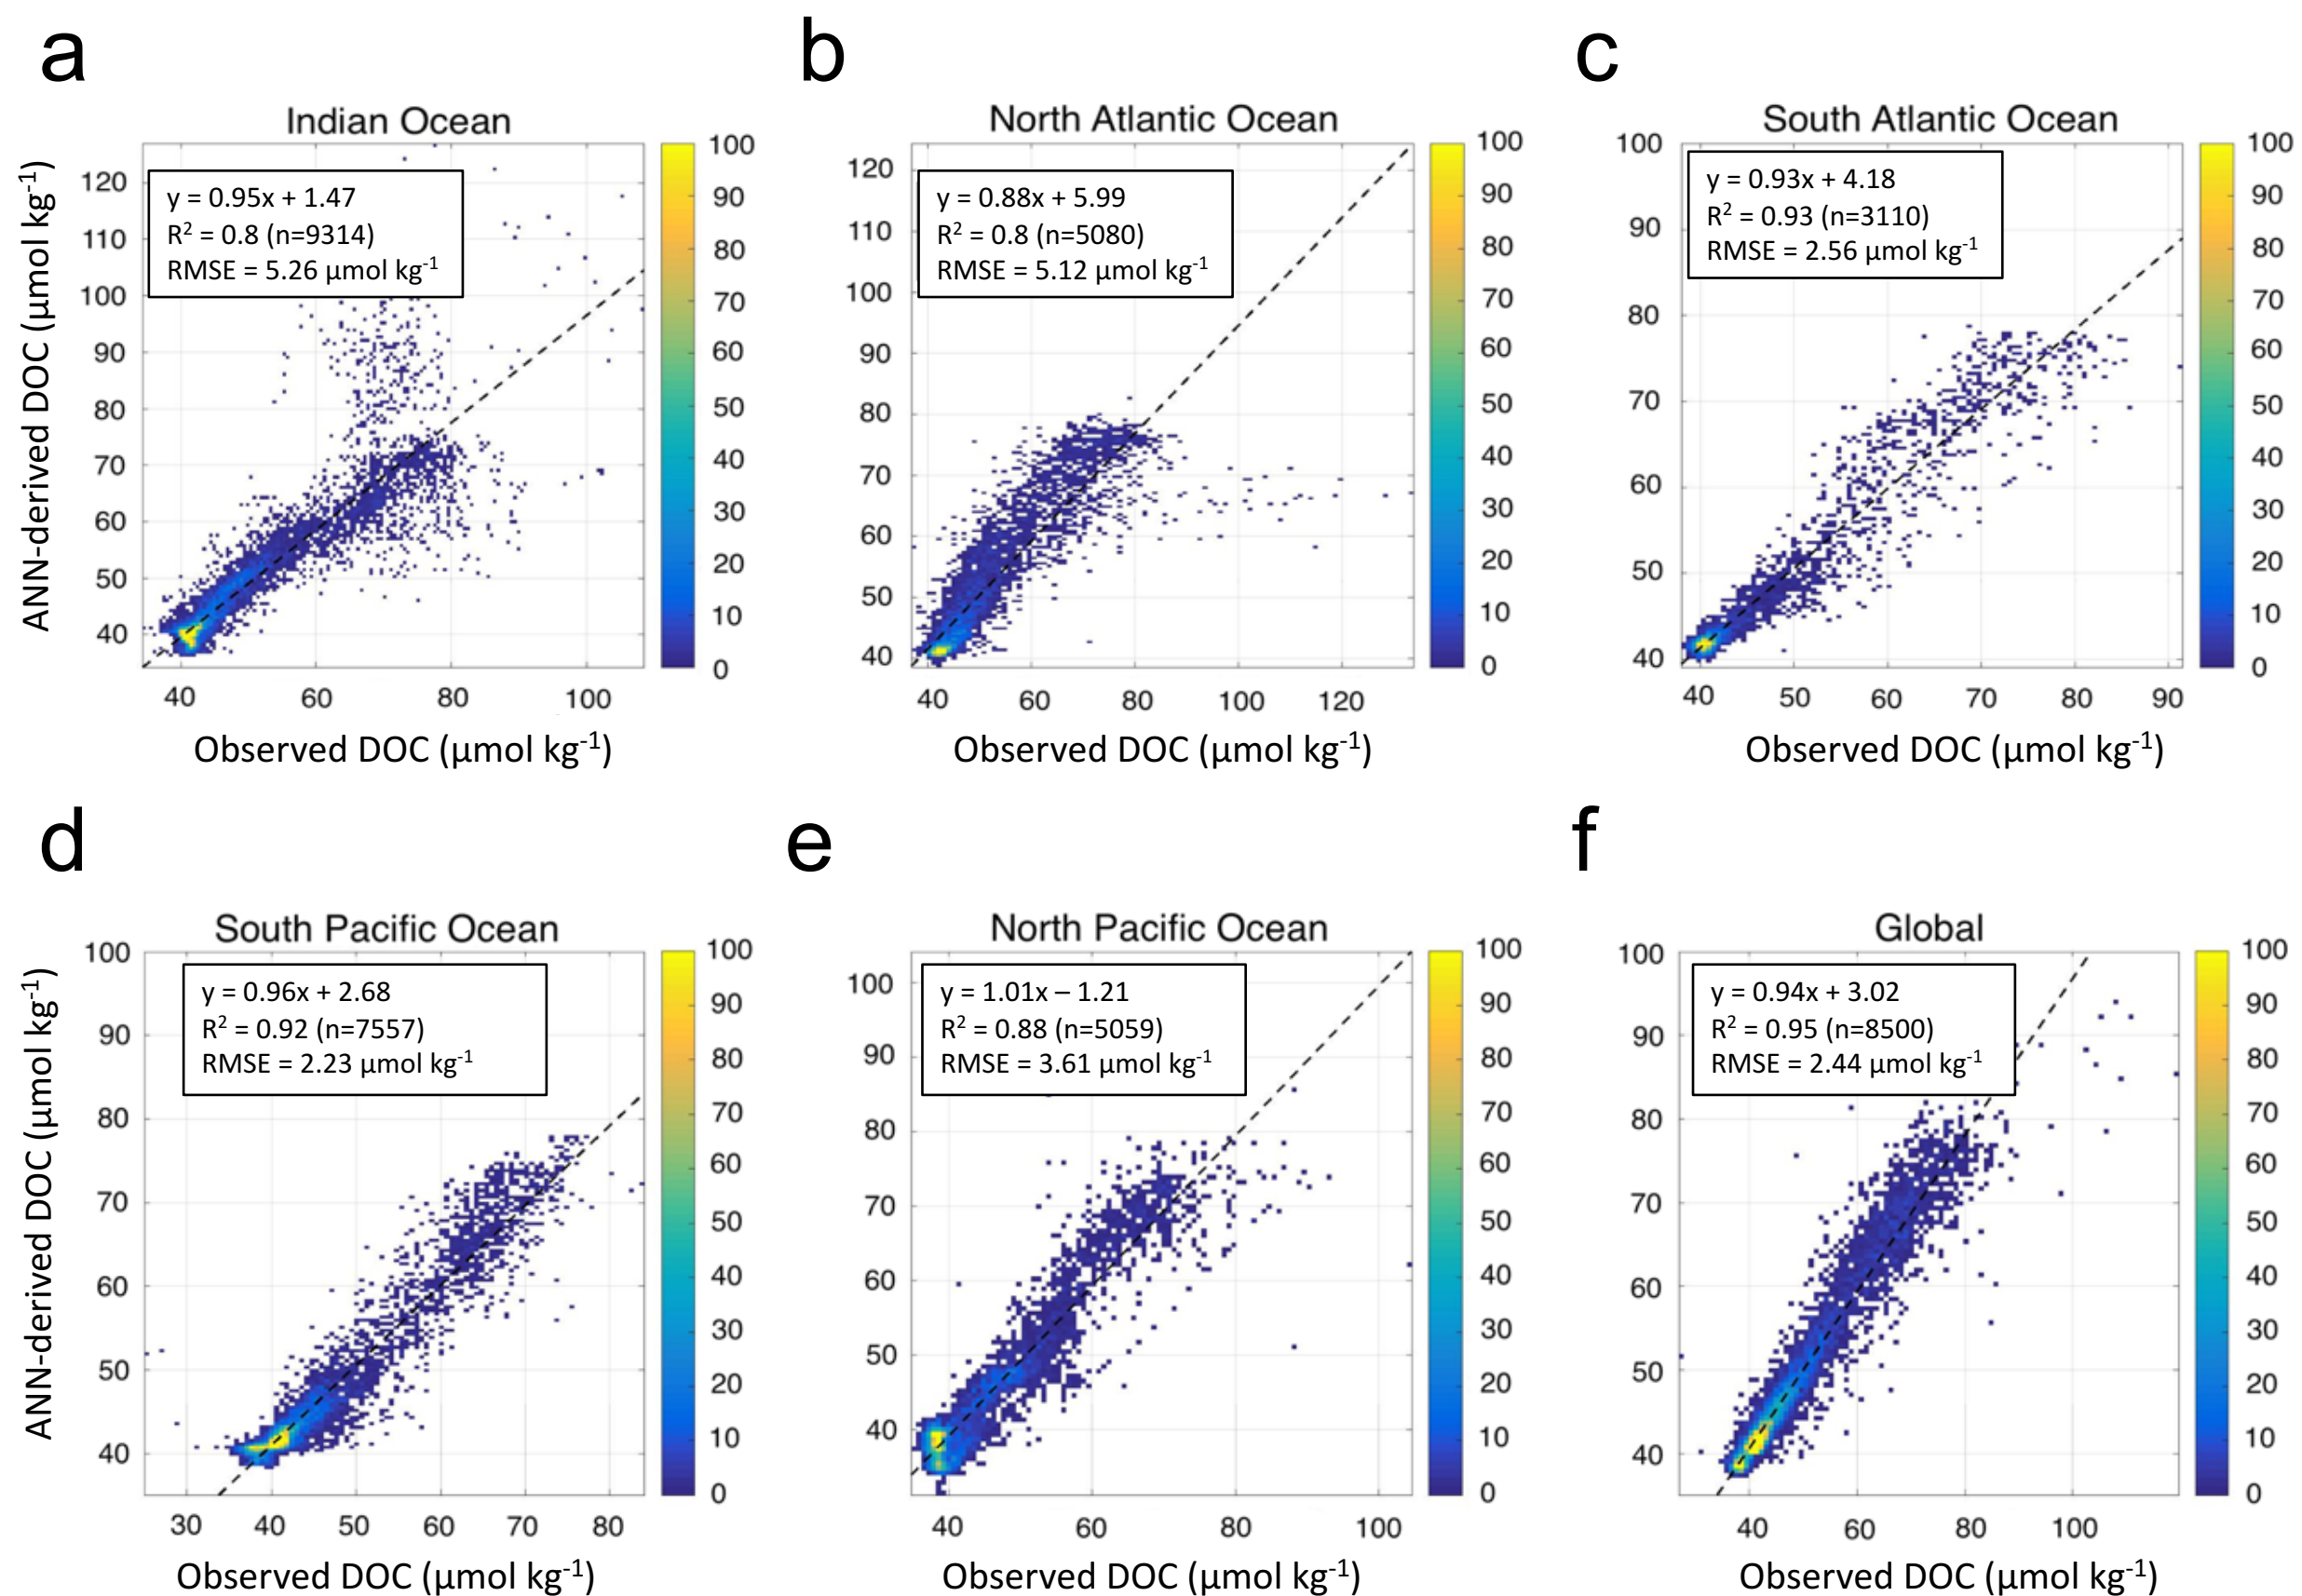 a
Indian Ocean
ANN-derived DOC (μmol kg-1)
120
110
100
90
80
70
60
50
40
y = 0.95x + 1.47
R2 = 0.8 (n=9314)
RMSE = 5.26 μmol kg-1
40 60 80 100
Observed DOC (μmol kg-1)
100
90
80
70
60
50
40
30
20
10
0
b
North Atlantic Ocean
120
110
100
90
80
70
60
50
40
y = 0.88x + 5.99
R2 = 0.8 (n=5080)
RMSE = 5.12 μmol kg-1
40 60 80 100 120
Observed DOC (μmol kg-1)
100
90
80
70
60
50
40
30
20
10
0
c
South Atlantic Ocean
100
90
80
70
60
50
40
y = 0.93x + 4.18
R2 = 0.93 (n=3110)
RMSE = 2.56 μmol kg-1
40 50 60 70 80 90
Observed DOC (μmol kg-1)
100
90
80
70
60
50
40
30
20
10
0
d
South Pacific Ocean
ANN-derived DOC (μmol kg-1)
100
90
80
70
60
50
40
y = 0.96x + 2.68
R2 = 0.92 (n=7557)
RMSE = 2.23 μmol kg-1
30 40 50 60 70 80
Observed DOC (μmol kg-1)
100
90
80
70
60
50
40
30
20
10
0
e
North Pacific Ocean
100
90
80
70
60
50
40
y = 1.01x – 1.21
R2 = 0.88 (n=5059)
RMSE = 3.61 μmol kg-1
40 60 80 100
Observed DOC (μmol kg-1)
100
90
80
70
60
50
40
30
20
10
0
f
Global
100
90
80
70
60
50
40
y = 0.94x + 3.02
R2 = 0.95 (n=8500)
RMSE = 2.44 μmol kg-1
40 60 80 100
Observed DOC (μmol kg-1)
100
90
80
70
60
50
40
30
20
10
0